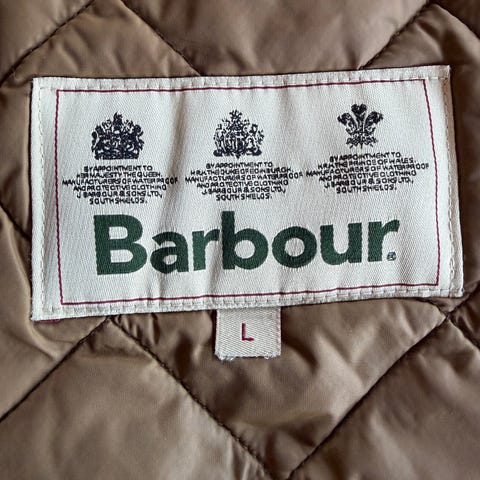 BY APPOINTMENT TO
HER MAJESTY THE QUEEN,
MANUFACTURERS OF WATERPROOF
AND PROTECTIVE CLOTHING
J. BARBOUR & SONS LTD,
SOUTH SHIELDS.
BY APPOINTMENT TO
H.R.H. THE DUKE OF EDINBURGH,
MANUFACTURERS OF WATERPROOF
AND PROTECTIVE CLOTHING
J. BARBOUR & SONS LTD,
SOUTH SHIELDS.
BY APPOINTMENT TO
PRINCE OF WALES,
MANUFACTURERS OF WATERPROOF
AND PROTECTIVE CLOTHING
J. BARBOUR & SONS LTD,
SOUTH SHIELDS.
Barbour®
L